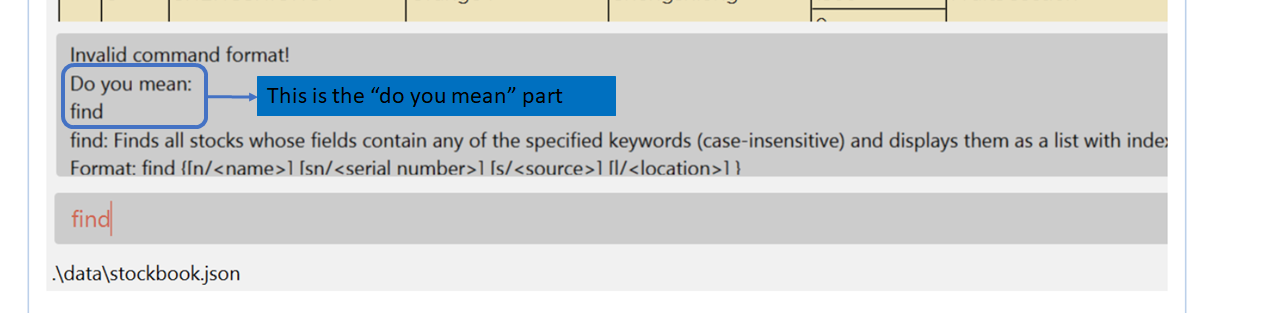 Invalid command format!
Do you mean:
This is the “do you mean” part
find
find: Finds all stocks whose fields contain any of the specified keywords (case-insensitive) and displays them as a list with
Format: find {[n/<name>] [sn/<serial number>] [s/<source>] [l/<location>] }
find
.\data\stockbook.json